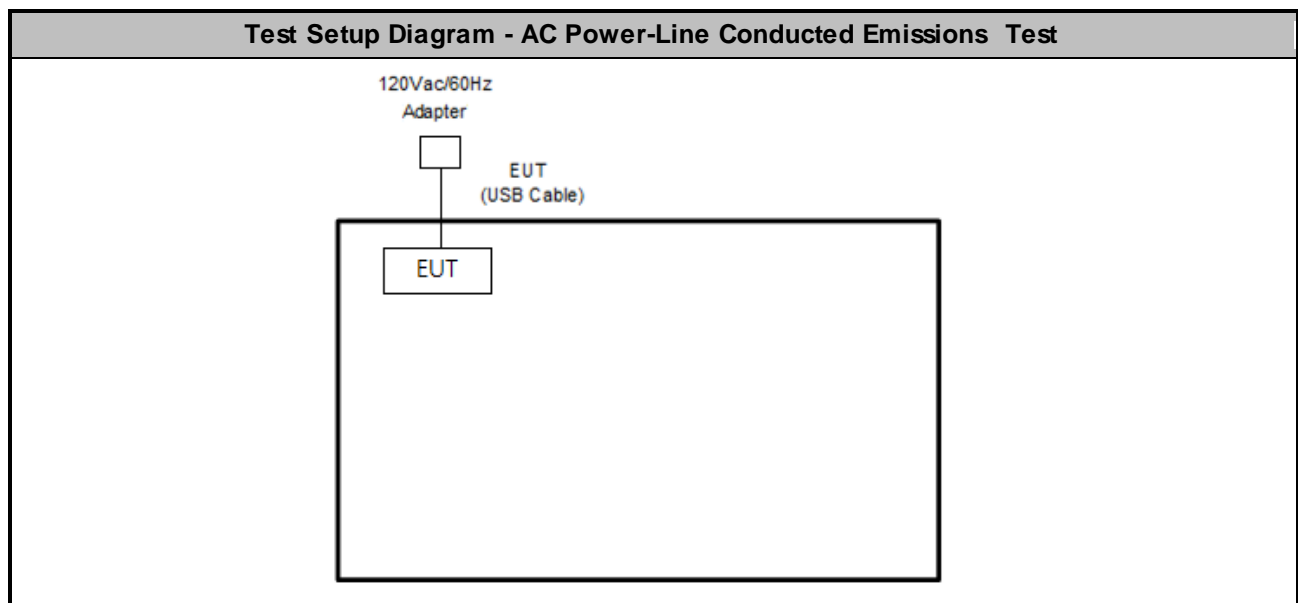 Test Setup Diagram - AC Power-Line Conducted Emissions Test
120Vac/60Hz
Adapter
EUT
(USB Cable)
EUT